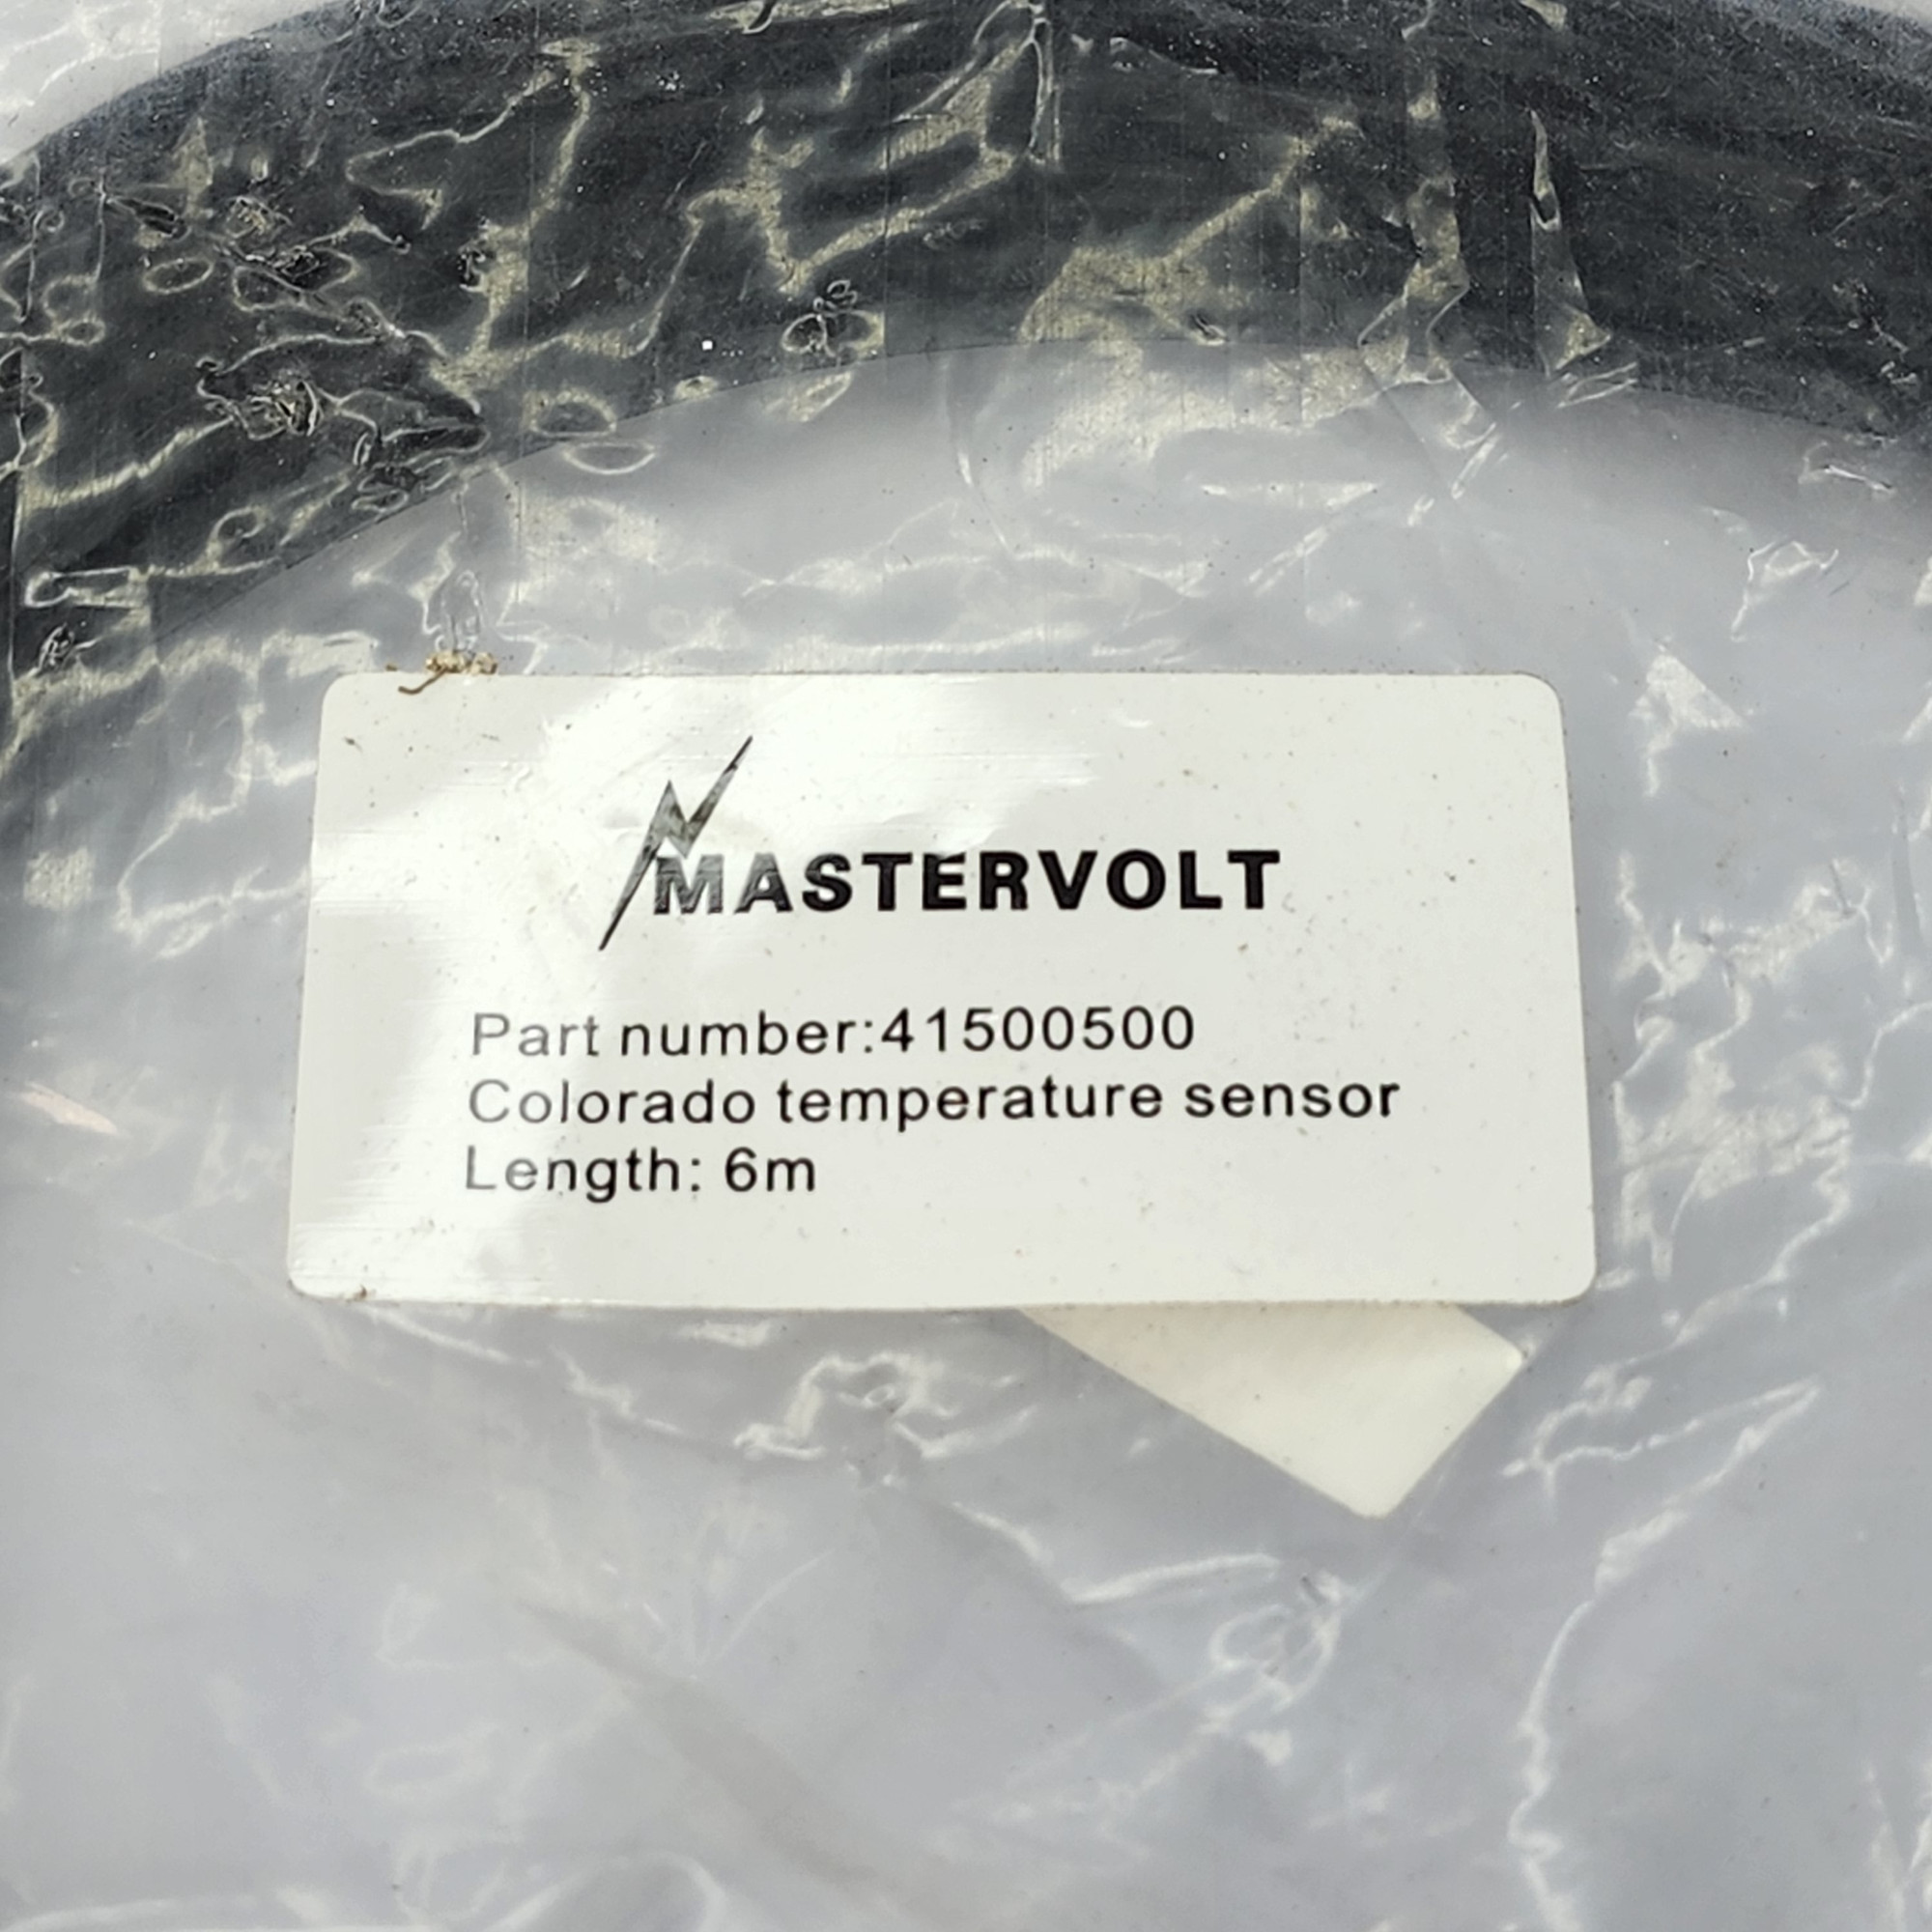 MASTERVOLT
Part number:41500500
Colorado temperature sensor
Length: 6m